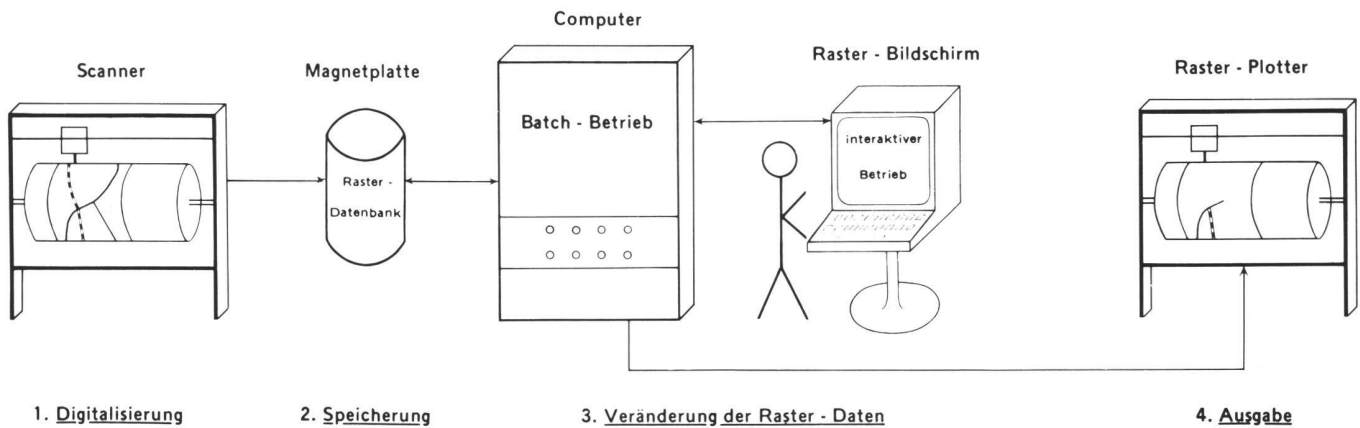 Computer
Scanner
Magnetplatte
Raster - Bildschirm
Raster - Plotter
Batch - Betrieb
interaktiver
Betrieb
Raster -
Datenbank
1. Digitalisierung
2. Speicherung
3. Veränderung der Raster - Daten
4. Ausgabe